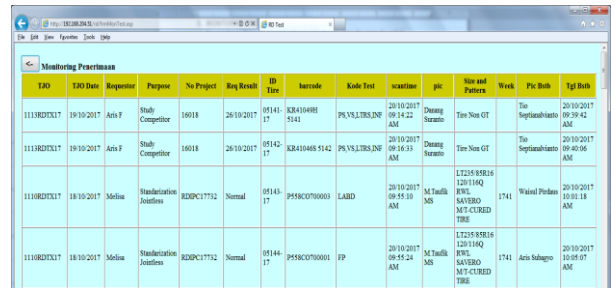 RD Test
File Edit View Favorites Tools Help
Monitoring Penerimaan
TJO TJO Date Requestor Purpose No Project Req Result ID Tire barcode Kode Test scantime pic Size and Pattern Week Pic Bstb Tgl Bstb
1113RDTX17 19/10/2017 Aris F Study Competitor 16018 26/10/2017 05141-17 KR41049H 5141 PS,VS,LTRS,INF 20/10/2017 09:14:22 AM Danang Suranto Tire Non GT Tio Septianalvianto 20/10/2017 09:39:42 AM
1113RDTX17 19/10/2017 Aris F Study Competitor 16018 26/10/2017 05142-17 KR41046S 5142 PS,VS,LTRS,INF 20/10/2017 09:16:33 AM Danang Suranto Tire Non GT Tio Septianalvianto 20/10/2017 09:40:06 AM
1110RDTX17 18/10/2017 Melisa Standarization Jointless RDIPC17732 Normal 05143-17 P558CO700003 LABD 20/10/2017 09:55:10 AM M.Taufik MS LT235/85R16 120/116Q RWL SAVERO M/T-CURED TIRE 1741 Waisul Pirdaus 20/10/2017 10:01:18 AM
1110RDTX17 18/10/2017 Melisa Standarization Jointless RDIPC17732 Normal 05144-17 P558CO700001 FP 20/10/2017 09:55:24 AM M.Taufik MS LT235/85R16 120/116Q RWL SAVERO M/T-CURED TIRE 1741 Aris Subagyo 20/10/2017 10:05:07 AM